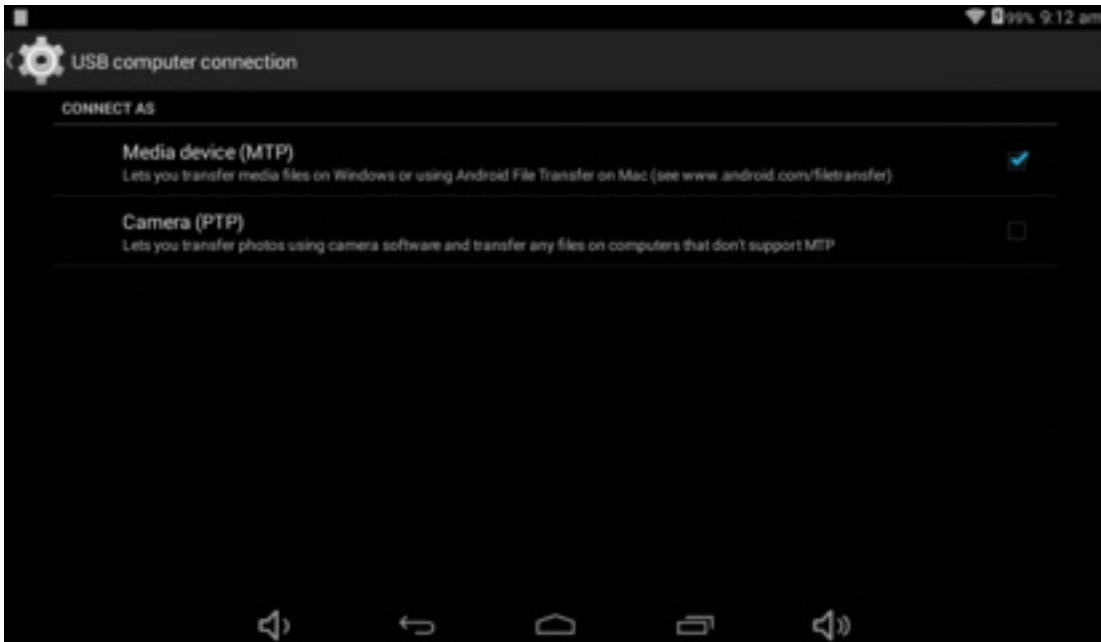 99% 9:12 am
USB computer connection
CONNECT AS
Media device (MTP)
Lets you transfer media files on Windows or using Android File Transfer on Mac (see www.android.com/filetransfer)
Camera (PTP)
Lets you transfer photos using camera software and transfer any files on computers that don't support MTP